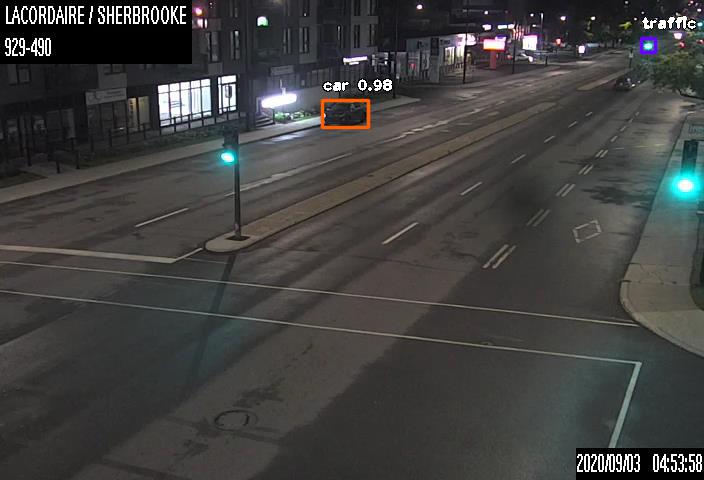 LACORDAIRE / SHERBROOKE
929-490
traffic
car 0.98
2020/09/03 04:53:58